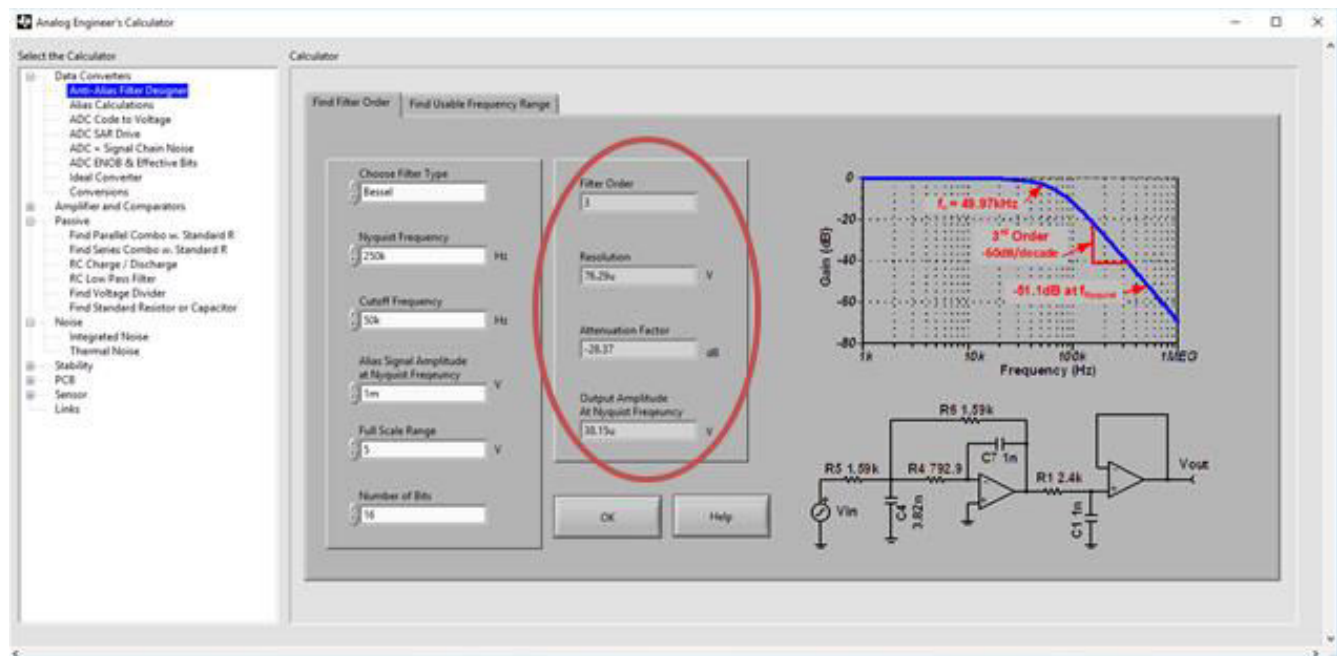 Analog Engineer's Calculator
Select the Calculator
Data Converters
Anti-Alias Filter Designer
Alias Calculations
ADC Code to Voltage
ADC SAR Drive
ADC + Signal Chain Noise
ADC ENOB & Effective Bits
Ideal Converter
Conversions
Amplifier and Comparators
Passive
Find Parallel Combo w. Standard R
Find Series Combo w. Standard R
RC Charge / Discharge
RC Low Pass Filter
Find Voltage Divider
Find Standard Resistor or Capacitor
Noise
Integrated Noise
Thermal Noise
Stability
PCB
Sensor
Links
Calculator
Find Filter Order
Find Usable Frequency Range
Choose Filter Type
Bessel
Nyquist Frequency
250k Hz
Cutoff Frequency
50k Hz
Alias Signal Amplitude
at Nyquist Freqeuncy
1m V
Full Scale Range
5 V
Number of Bits
16
Filter Order
3
Resolution
76.29u V
Attenuation Factor
-28.37 dB
Output Amplitude
At Nyquist Freqeuncy
38.15u V
OK
Help
Gain (dB)
0
-20
-40
-60
-80
= 49.97kHz
3rd Order
-60dB/decade
1k
10k
100k
1MEG
Frequency (Hz)
R6 1.59k
C7 1n
R5 1.59k
R4 792.9
R1 2.4k
Vout
Vin
C4
3.82n
C1 1n